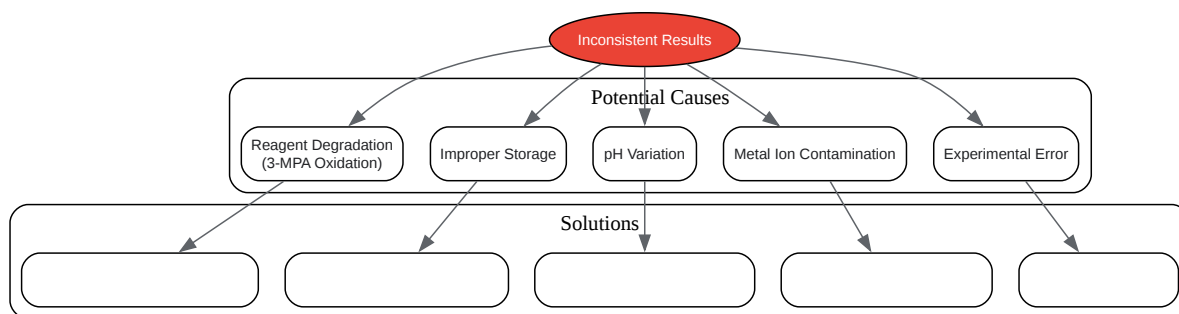 Inconsistent Results
Potential Causes
Reagent Degradation
(3-MPA Oxidation)
Improper Storage
pH Variation
Metal Ion Contamination
Experimental Error
Solutions